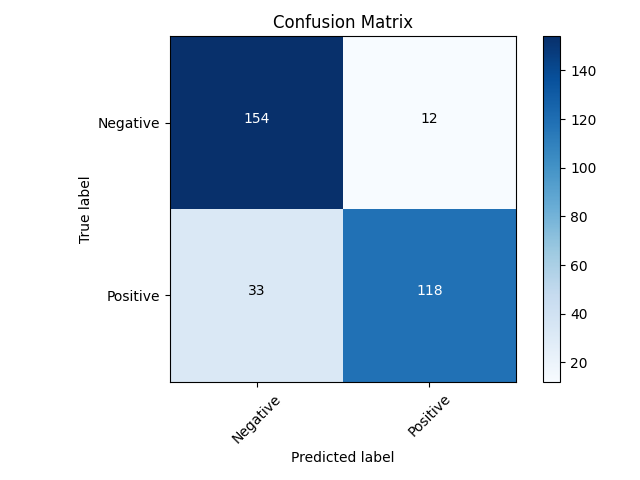 Confusion Matrix
True label
Negative
154
12
Positive
33
118
Negative
Positive
Predicted label
140
120
100
80
60
40
20